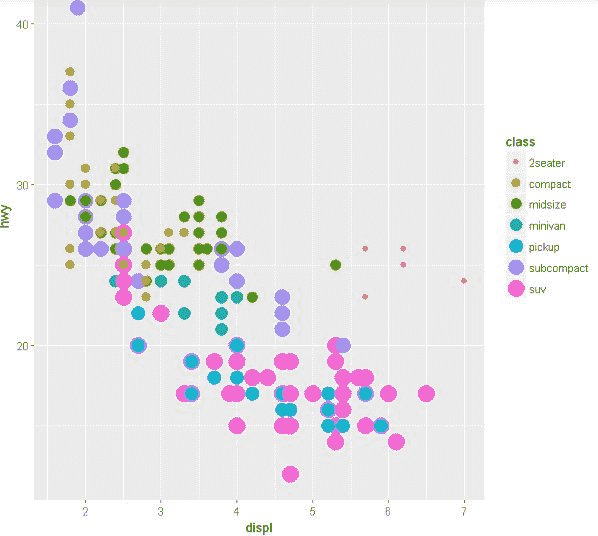 40
30
20
hwy
2 3 4 5 6 7
displ
class
2seater
compact
midsize
minivan
pickup
subcompact
suv